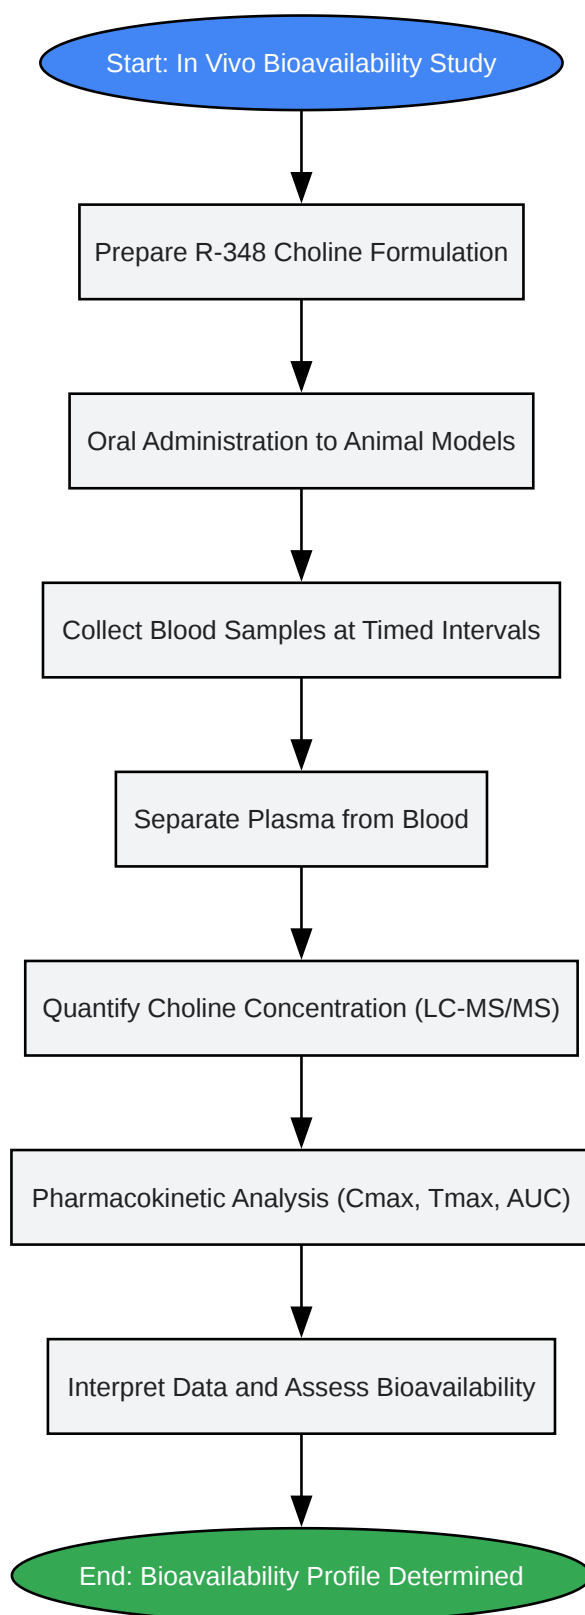 Start: In Vivo Bioavailability Study
Prepare R-348 Choline Formulation
Oral Administration to Animal Models
Collect Blood Samples at Timed Intervals
Separate Plasma from Blood
Quantify Choline Concentration (LC-MS/MS)
Pharmacokinetic Analysis (Cmax, Tmax, AUC)
Interpret Data and Assess Bioavailability
End: Bioavailability Profile Determined